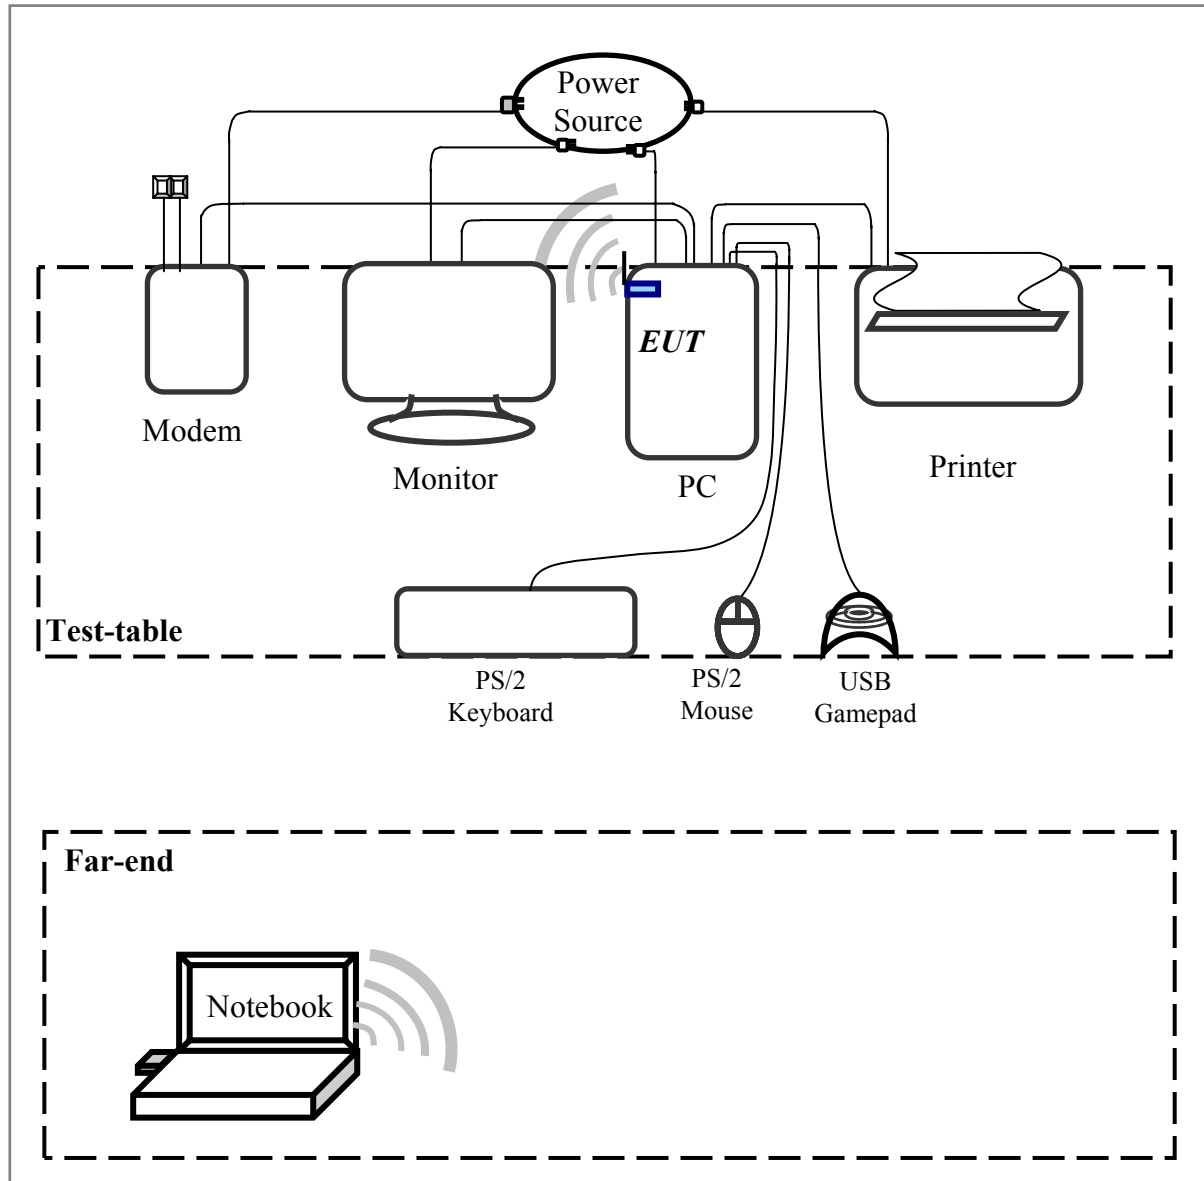 Power
Source
EUT
Modem
Monitor
PC
Printer
Test-table
PS/2
Keyboard
PS/2
Mouse
USB
Gamepad
Far-end
Notebook